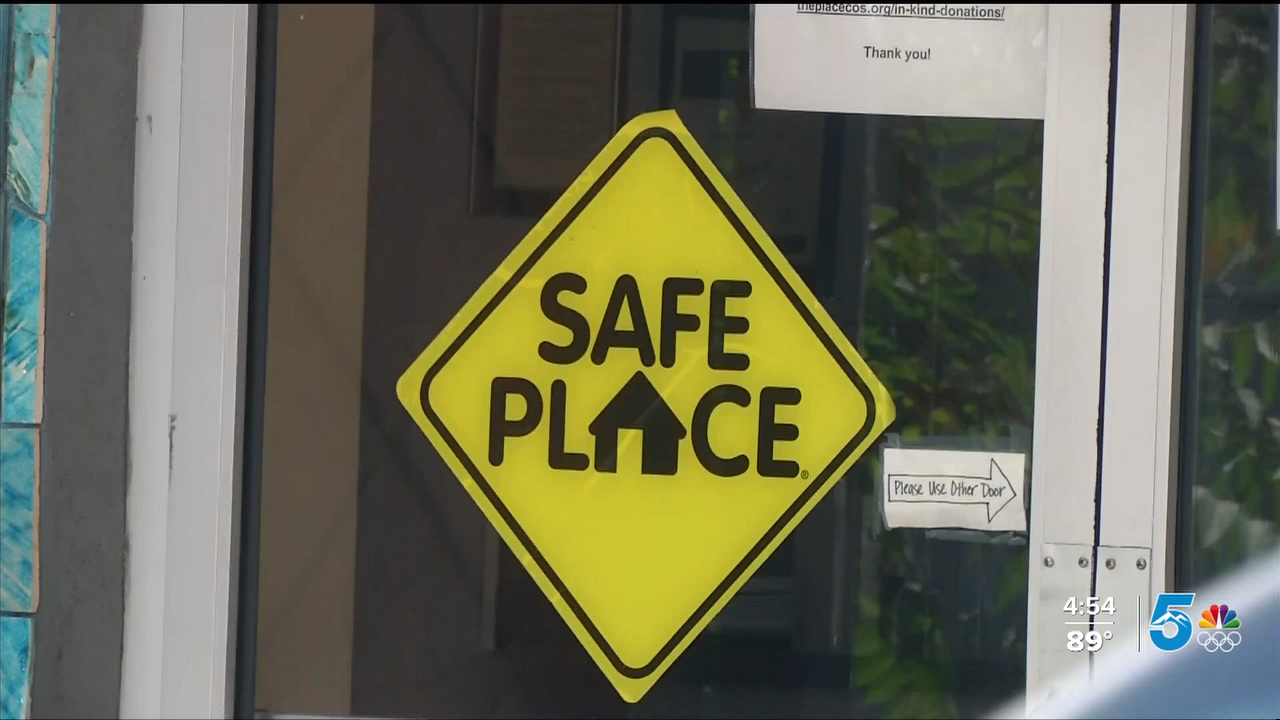 theplacecos.org/in-kind-donations/
Thank you!
SAFE
PLACE®
Please Use Other Door
4:54
89°
5